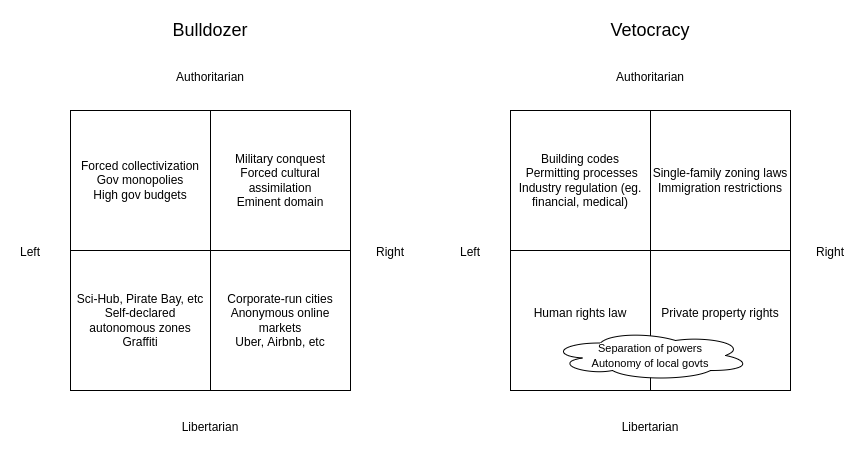 Bulldozer
Authoritarian
Forced collectivization
Gov monopolies
High gov budgets
Military conquest
Forced cultural
assimilation
Eminent domain
Left
Right
Sci-Hub, Pirate Bay, etc
Self-declared
autonomous zones
Graffiti
Corporate-run cities
Anonymous online
markets
Uber, Airbnb, etc
Libertarian
Vetocracy
Authoritarian
Building codes
Permitting processes
Industry regulation (eg.
financial, medical)
Single-family zoning laws
Immigration restrictions
Left
Right
Human rights law
Private property rights
Separation of powers
Autonomy of local govts
Libertarian